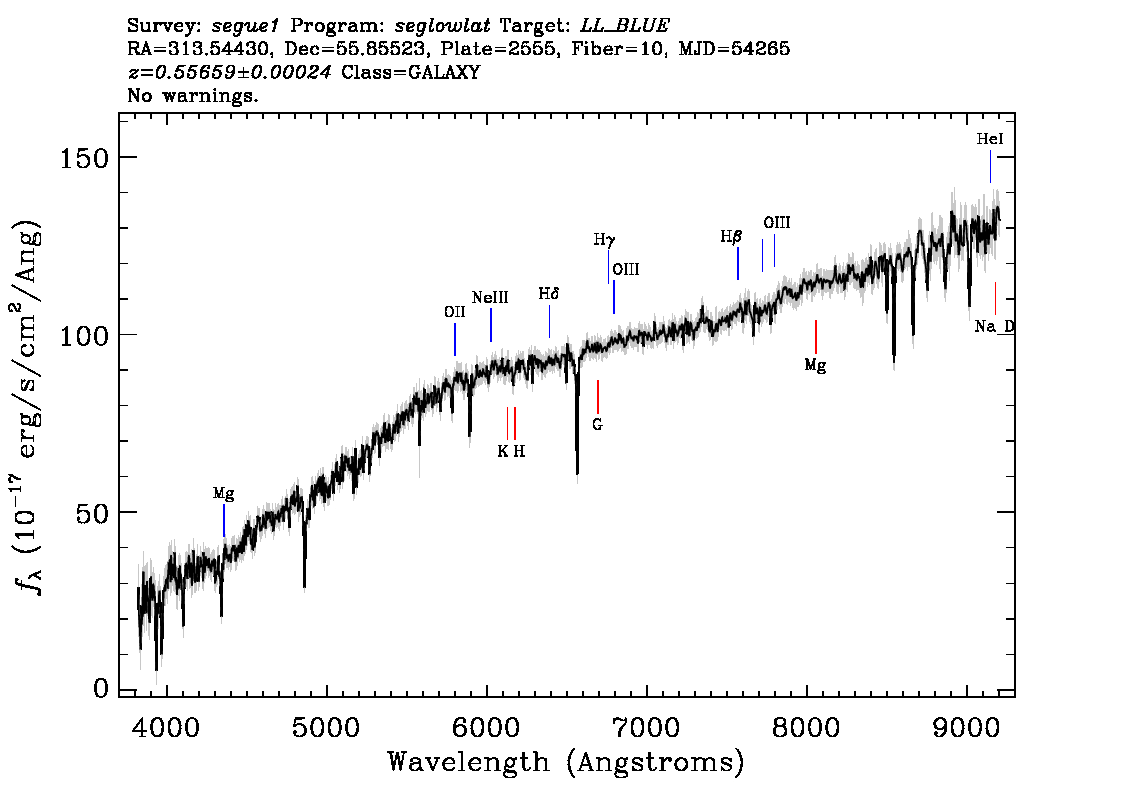 Survey: segue1 Program: seglowlat Target: LL_BLUE
RA=313.54430, Dec=55.85523, Plate=2555, Fiber=10, MJD=54265
z=0.55659±0.00024 Class=GALAXY
No warnings.
HeI
150
OIII
Hβ
Hγ
OIII
Hδ
NeIII
OII
Na_D
100
Mg
G
K H
Mg
50
0
4000 5000 6000 7000 8000 9000
Wavelength (Angstroms)
f_λ (10^-17 erg/s/cm^2/Ang)